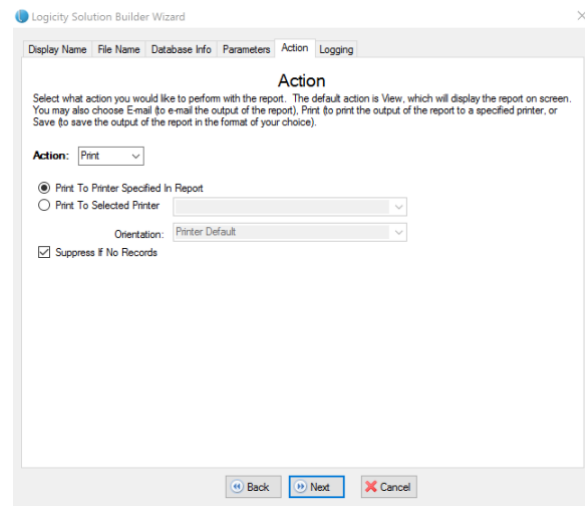 Logicity Solution Builder Wizard
Display Name File Name Database Info Parameters Action Logging
Action
Select what action you would like to perform with the report. The default action is View, which will display the report on screen.
You may also choose E-mail (to e-mail the output of the report), Print (to print the output of the report to a specified printer, or
Save (to save the output of the report in the format of your choice).
Action: Print
Print To Printer Specified In Report
Print To Selected Printer
Orientation: Printer Default
Suppress If No Records
Back Next Cancel